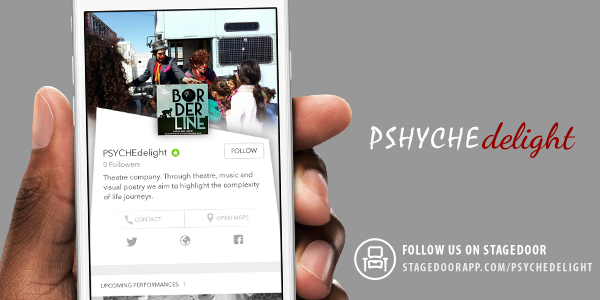 BOR
DER
LINE
PSYCHEdelight
FOLLOW
0 Followers
Theatre company. Through theatre, music and
visual poetry we aim to highlight the complexity
of life journeys.
CONTACT
OPEN MAPS
UPCOMING PERFORMANCES 1
PSHYCHEdelight
FOLLOW US ON STAGEDOOR
STAGEDOORAPP.COM/PSYCHEDELIGHT